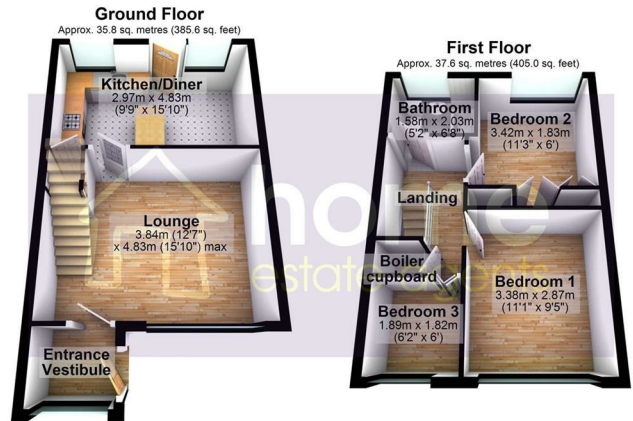 Ground Floor
Approx. 35.8 sq. metres (385.6 sq. feet)
Kitchen/Diner
2.97m x 4.83m
(9'9" x 15'10")
Lounge
3.84m (12'7")
x 4.83m (15'10") max
Entrance
Vestibule
First Floor
Approx. 37.6 sq. metres (405.0 sq. feet)
Bathroom
1.58m x 2.03m
(5'2" x 6'8")
Bedroom 2
3.42m x 1.83m
(11'3" x 6')
Landing
Boiler
cupboard
Bedroom 1
3.38m x 2.87m
(11'1" x 9'5")
Bedroom 3
1.89m x 1.82m
(6'2" x 6')
home
estate agents